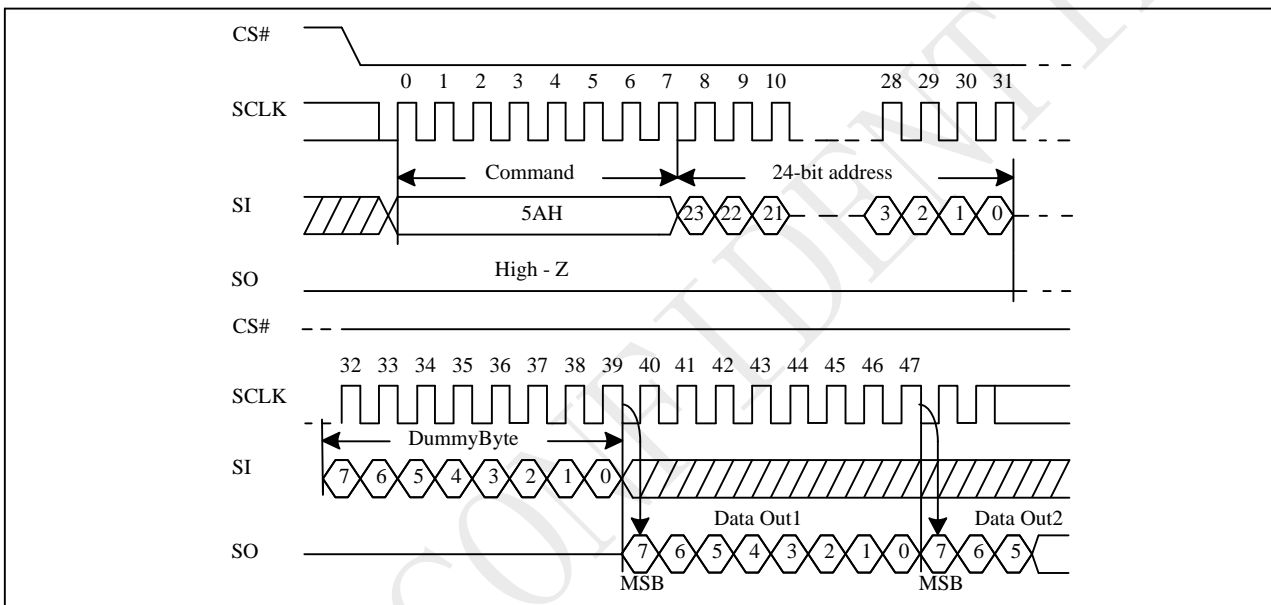 CS#
0 1 2 3 4 5 6 7 8 9 10 28 29 30 31
SCLK
Command 24-bit address
SI 5AH 23 22 21 3 2 1 0
High - Z
SO
CS#
32 33 34 35 36 37 38 39 40 41 42 43 44 45 46 47
SCLK
DummyByte
SI 7 6 5 4 3 2 1 0
Data Out1 Data Out2
SO 7 6 5 4 3 2 1 0 7 6 5
MSB MSB
CONFIDENT